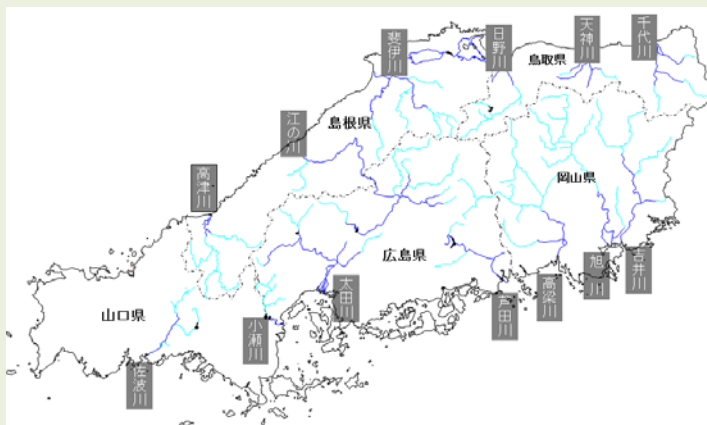 斐伊川
日野川
天神川
千代川
鳥取県
島根県
江の川
高津川
岡山県
広島県
太田川
芦田川
高梁川
旭川
吉井川
山口県
小瀬川
佐波川